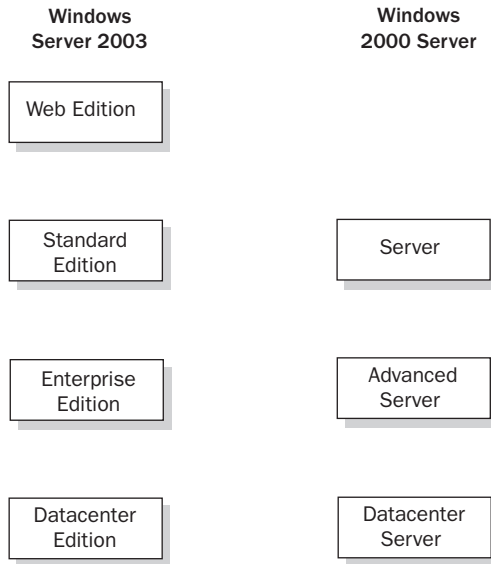 Windows
Server 2003
Windows
2000 Server
Web Edition
Standard
Edition
Server
Enterprise
Edition
Advanced
Server
Datacenter
Edition
Datacenter
Server